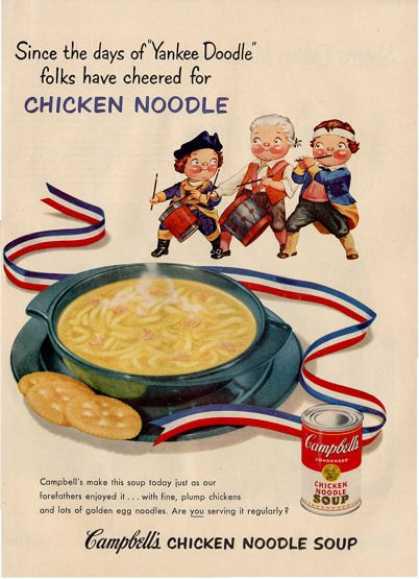 Since the days of "Yankee Doodle"
folks have cheered for
CHICKEN NOODLE
Campbell's
CONDENSED
CHICKEN
NOODLE
SOUP
Campbell's make this soup today just as our
forefathers enjoyed it... with fine, plump chickens
and lots of golden egg noodles. Are you serving it regularly?
Campbell's CHICKEN NOODLE SOUP